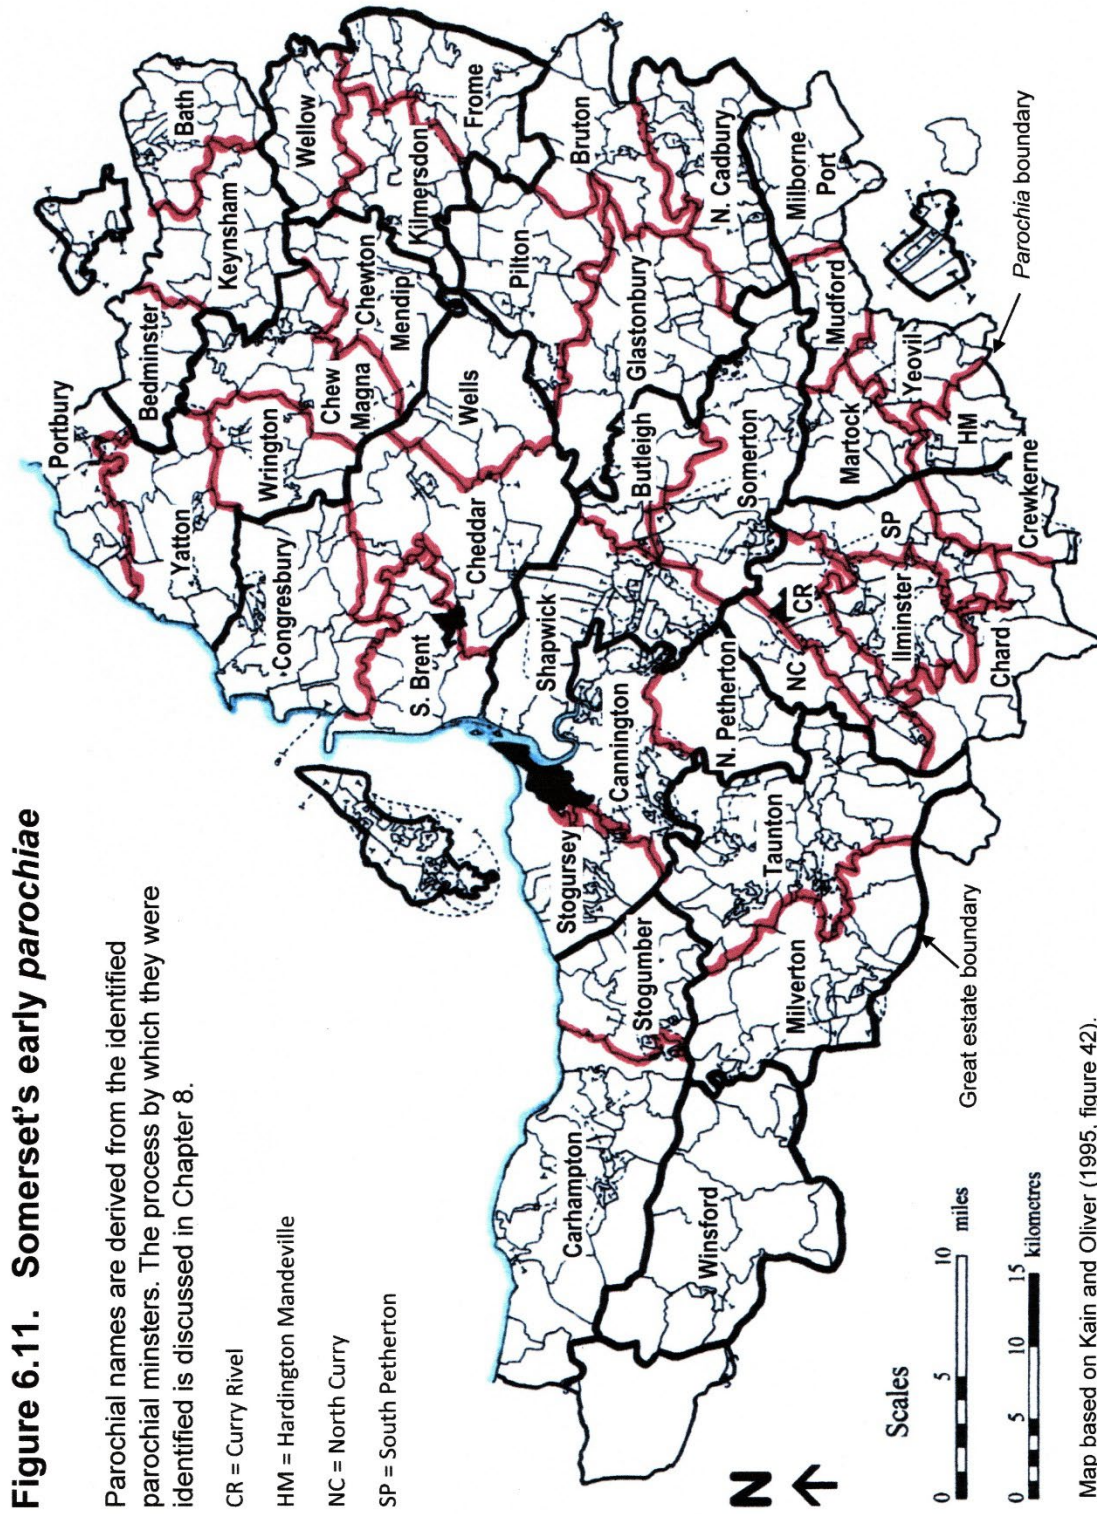 Figure 6.11. Somerset's early parochiae
Parochial names are derived from the identified
parochial minsters. The process by which they were
identified is discussed in Chapter 8.
CR = Curry Rivel
HM = Hardington Mandeville
NC = North Curry
SP = South Petherton
Portbury
Bedminster
Keynsham
Bath
Yatton
Wrington
Chew
Magna
Chewton
Mendip
Wellow
Kilmersdon
Frome
Congresbury
Cheddar
Wells
Pilton
Bruton
S. Brent
Shapwick
Butleigh
Glastonbury
N. Cadbury
Stogursey
Cannington
Somerton
Milborne
Port
Carhampton
Stogumber
N. Petherton
NC
CR
Martock
Mudford
Winsford
Milverton
Taunton
Ilminster
SP
Yeovil
HM
Chard
Crewkerne
Parochia boundary
Great estate boundary
N
Scales
0 5 10 miles
0 5 10 15 kilometres
Map based on Kain and Oliver (1995, figure 42).